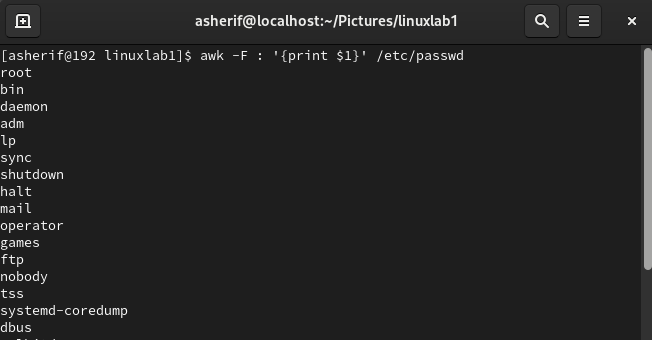 asherif@localhost:~/Pictures/linuxlab1
[asherif@192 linuxlab1]$ awk -F : '{print $1}' /etc/passwd
root
bin
daemon
adm
lp
sync
shutdown
halt
mail
operator
games
ftp
nobody
tss
systemd-coredump
dbus